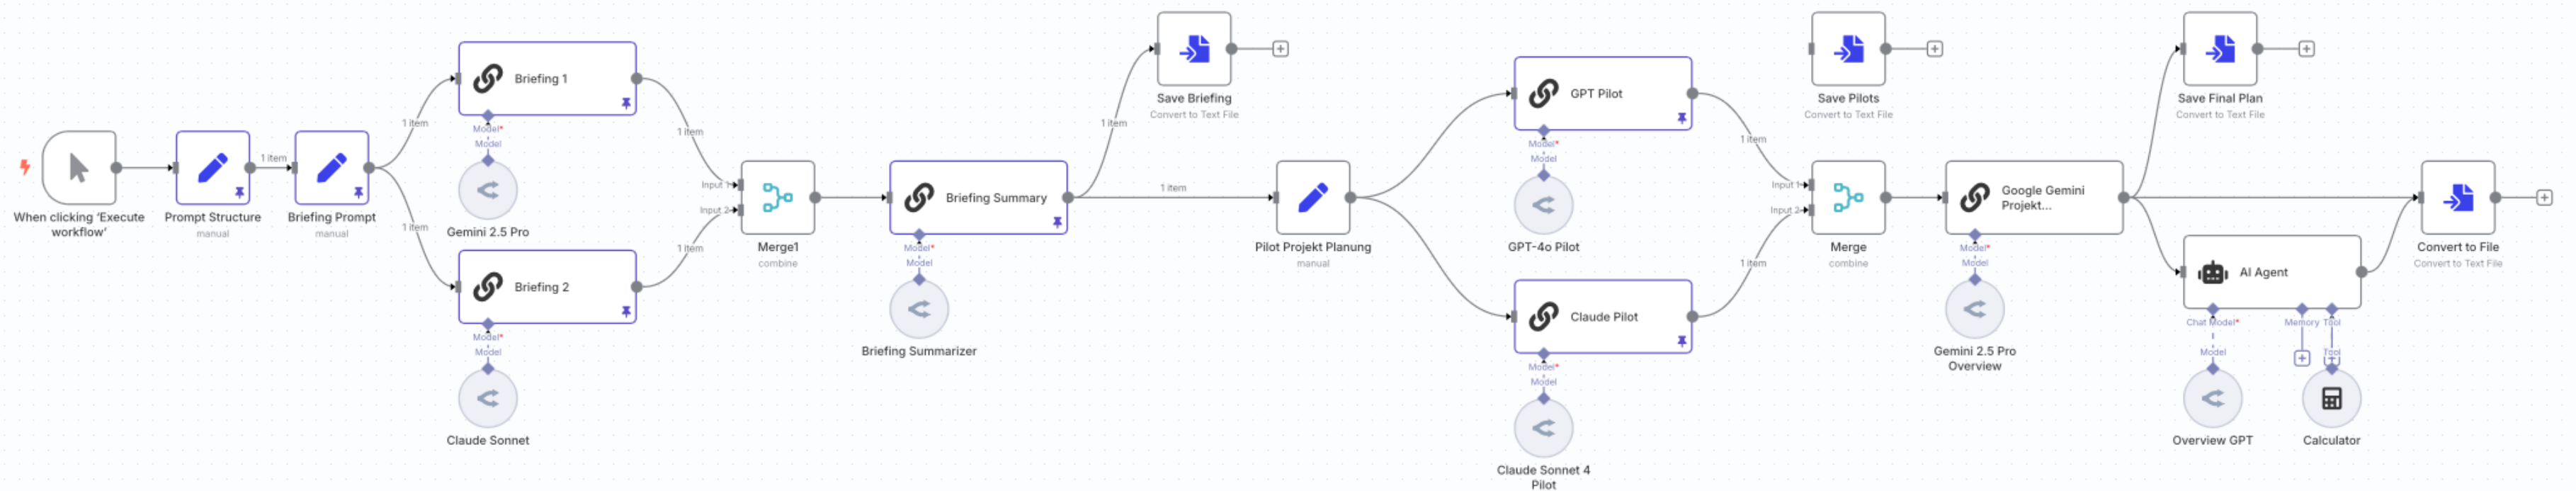 When clicking ‘Execute
workflow’
Prompt Structure
manual
1 item
Briefing Prompt
manual
1 item
1 item
Briefing 1
Model*
Model
Gemini 2.5 Pro
Briefing 2
Model*
Model
Claude Sonnet
1 item
1 item
Input 1
Input 2
Merge1
combine
Briefing Summary
Model*
Model
Briefing Summarizer
1 item
Save Briefing
Convert to Text File
1 item
Pilot Projekt Planung
manual
GPT Pilot
Model*
Model
GPT-4o Pilot
Claude Pilot
Model*
Model
Claude Sonnet 4
Pilot
1 item
1 item
Save Pilots
Convert to Text File
Input 1
Input 2
Merge
combine
Google Gemini
Projekt...
Model*
Model
Gemini 2.5 Pro
Overview
Save Final Plan
Convert to Text File
AI Agent
Chat Model*
Memory
Tool
Model
Tool
Overview GPT
Calculator
Convert to File
Convert to Text File